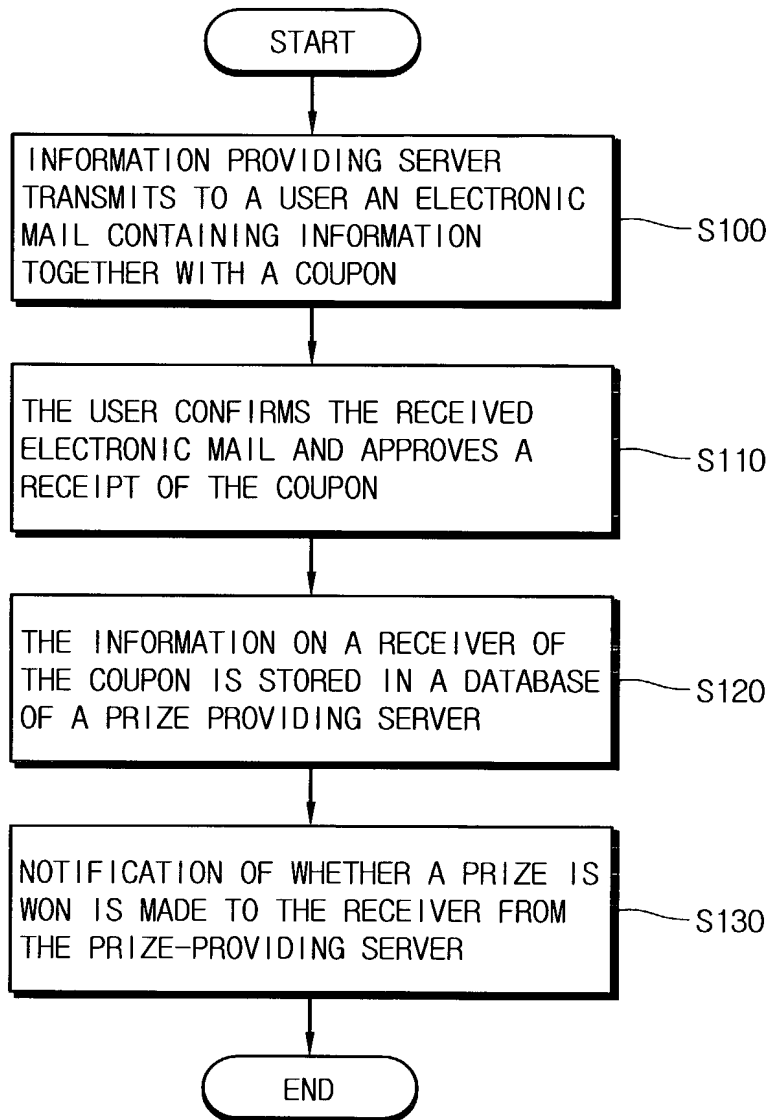 START
INFORMATION PROVIDING SERVER
TRANSMITS TO A USER AN ELECTRONIC
MAIL CONTAINING INFORMATION
TOGETHER WITH A COUPON
S100
THE USER CONFIRMS THE RECEIVED
ELECTRONIC MAIL AND APPROVES A
RECEIPT OF THE COUPON
S110
THE INFORMATION ON A RECEIVER OF
THE COUPON IS STORED IN A DATABASE
OF A PRIZE PROVIDING SERVER
S120
NOTIFICATION OF WHETHER A PRIZE IS
WON IS MADE TO THE RECEIVER FROM
THE PRIZE-PROVIDING SERVER
S130
END